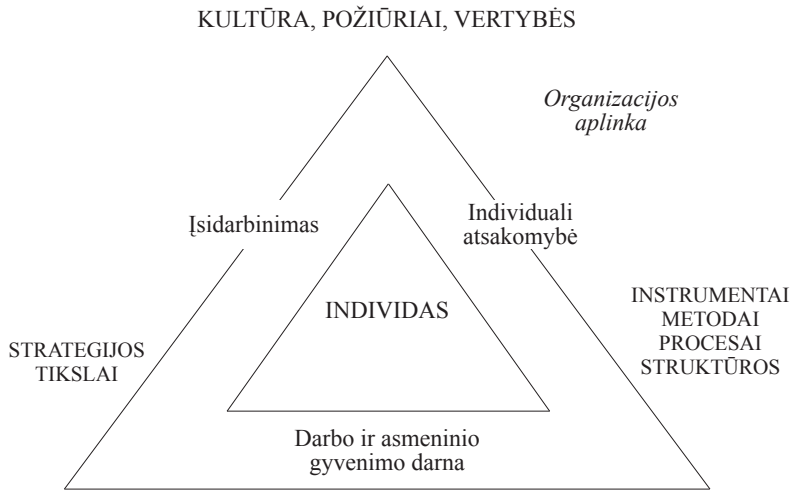 KULTŪRA, POŽIŪRIAI, VERTYBĖS
Organizacijos
aplinka
Įsidarbinimas
Individuali
atsakomybė
INDIVIDAS
STRATEGIJOS
TIKSLAI
INSTRUMENTAI
METODAI
PROCESAI
STRUKTŪROS
Darbo ir asmeninio
gyvenimo darna